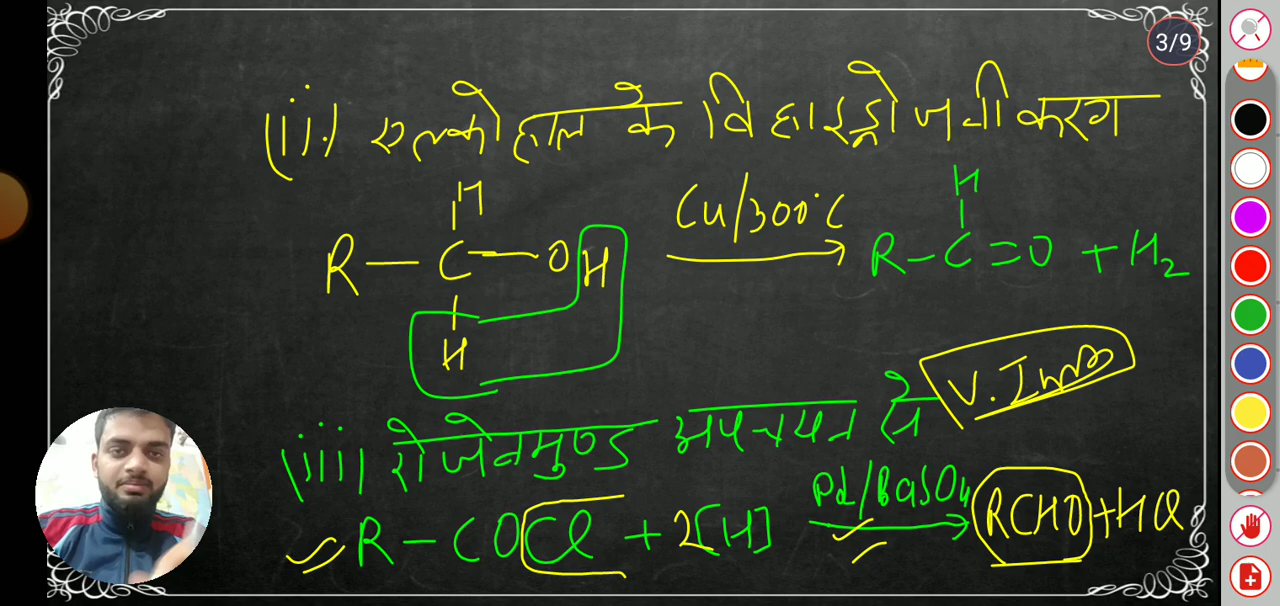 3/9
(ii) एल्कोहाल के विहाइड्रोजनीकरण
H
H
R — C — OH
Cu/300°C
R – C = O + H2
H
V. Imp
(iii) रोजेनमुण्ड अपचयन से
R – COCl + 2[H]
Pd/BaSO4
RCHO + HCl